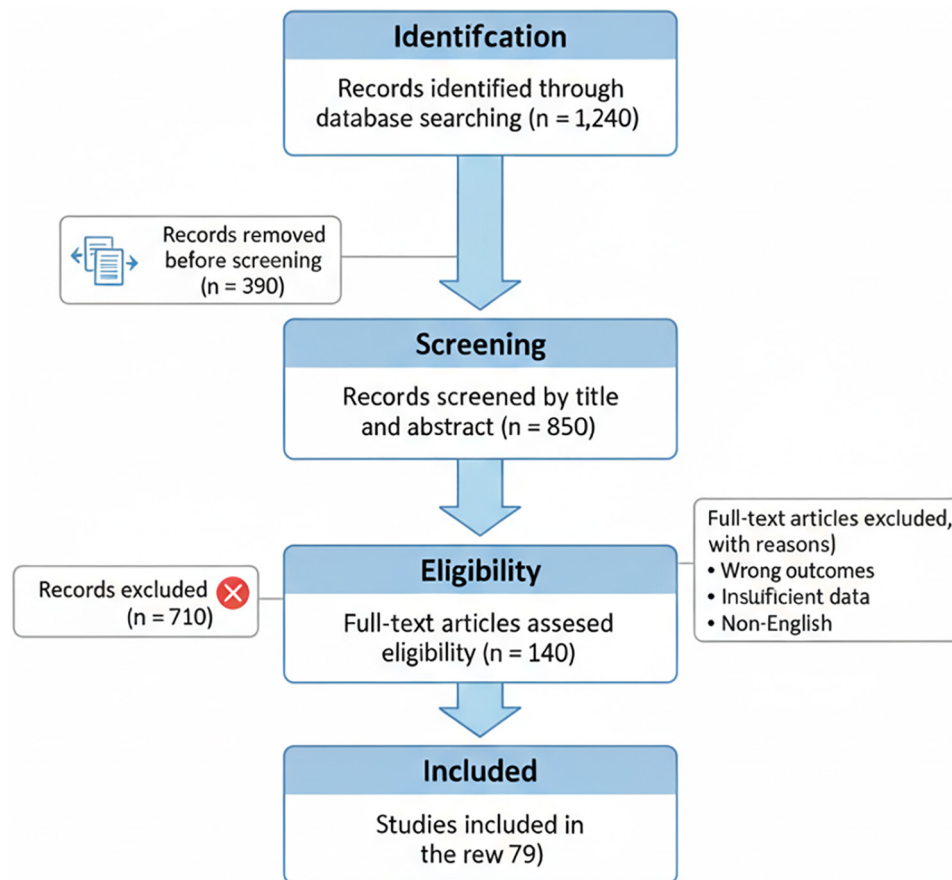 Identifcation
Records identified through
database searching (n = 1,240)
Records removed
before screening
(n = 390)
Screening
Records screened by title
and abstract (n = 850)
Records excluded
(n = 710)
Eligibility
Full-text articles assesed
eligibility (n = 140)
Full-text articles excluded,
with reasons)
• Wrong outcomes
• Insufficient data
• Non-English
Included
Studies included in
the rew 79)